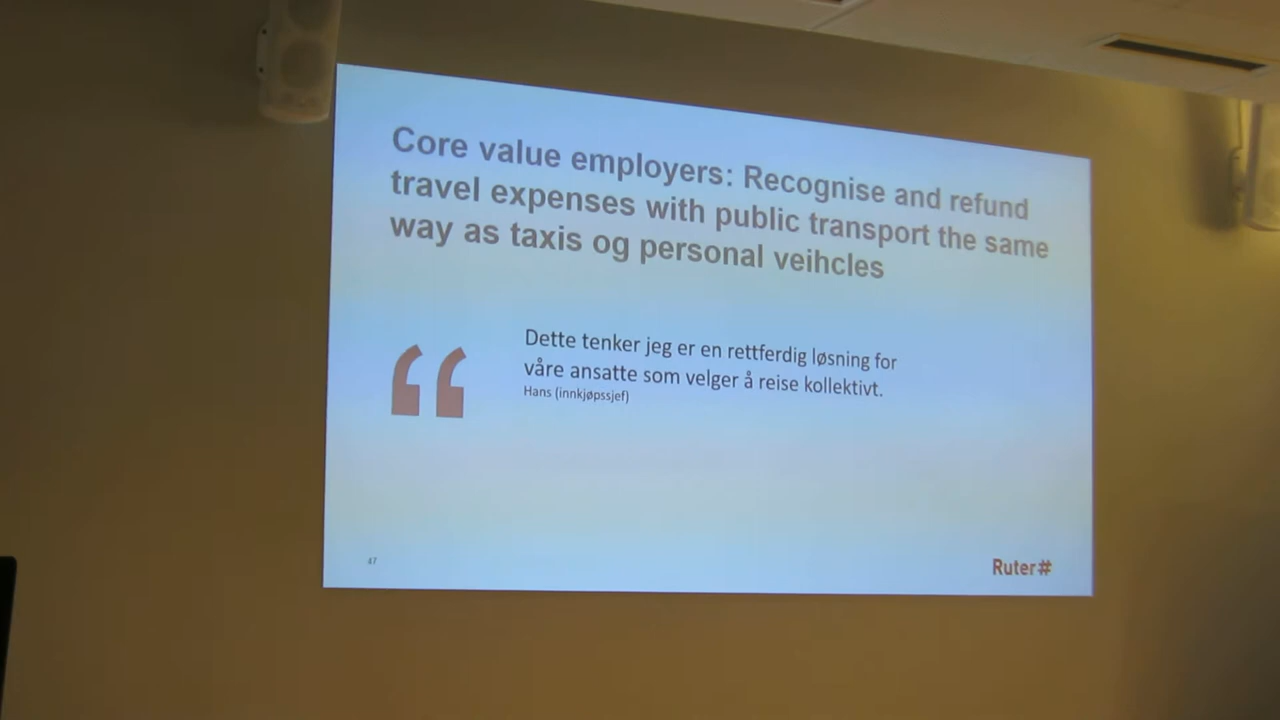 Core value employers: Recognise and refund
travel expenses with public transport the same
way as taxis og personal veihcles
Dette tenker jeg er en rettferdig løsning for
våre ansatte som velger å reise kollektivt.
Hans (innkjøpssjef)
47
Ruter#